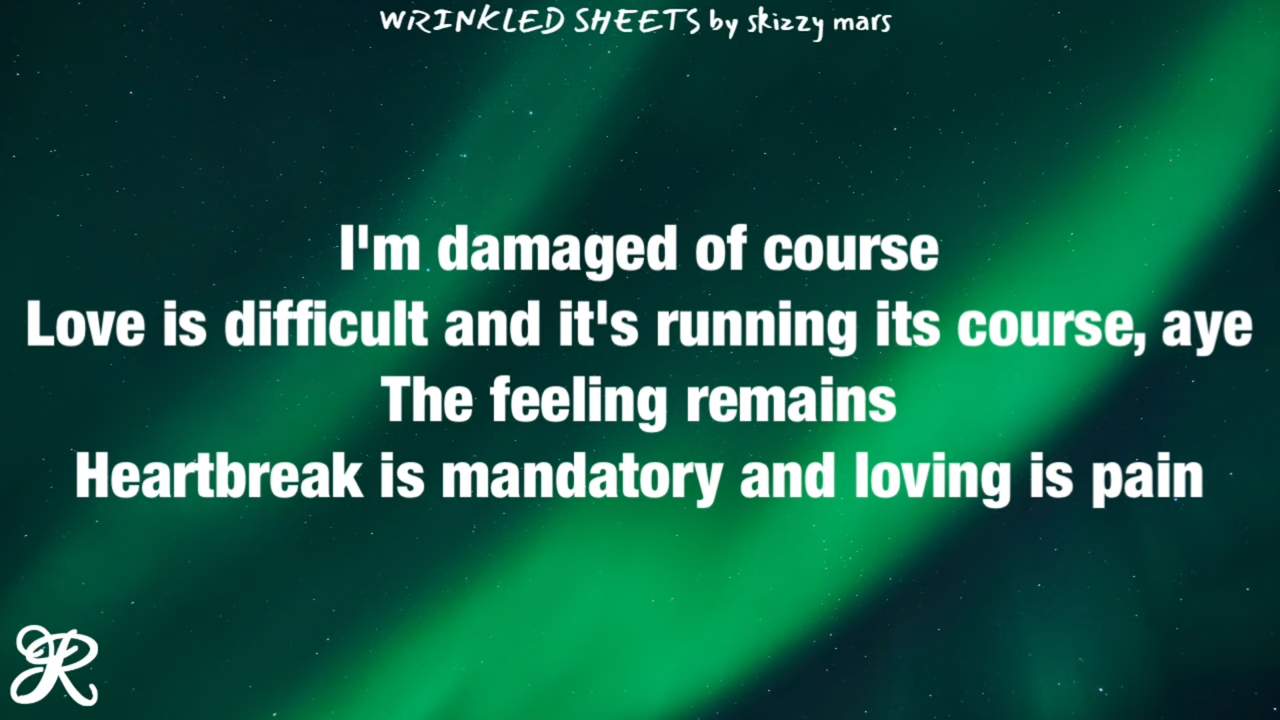 WRINKLED SHEETS by skizzy mars
I'm damaged of course
Love is difficult and it's running its course, aye
The feeling remains
Heartbreak is mandatory and loving is pain
R